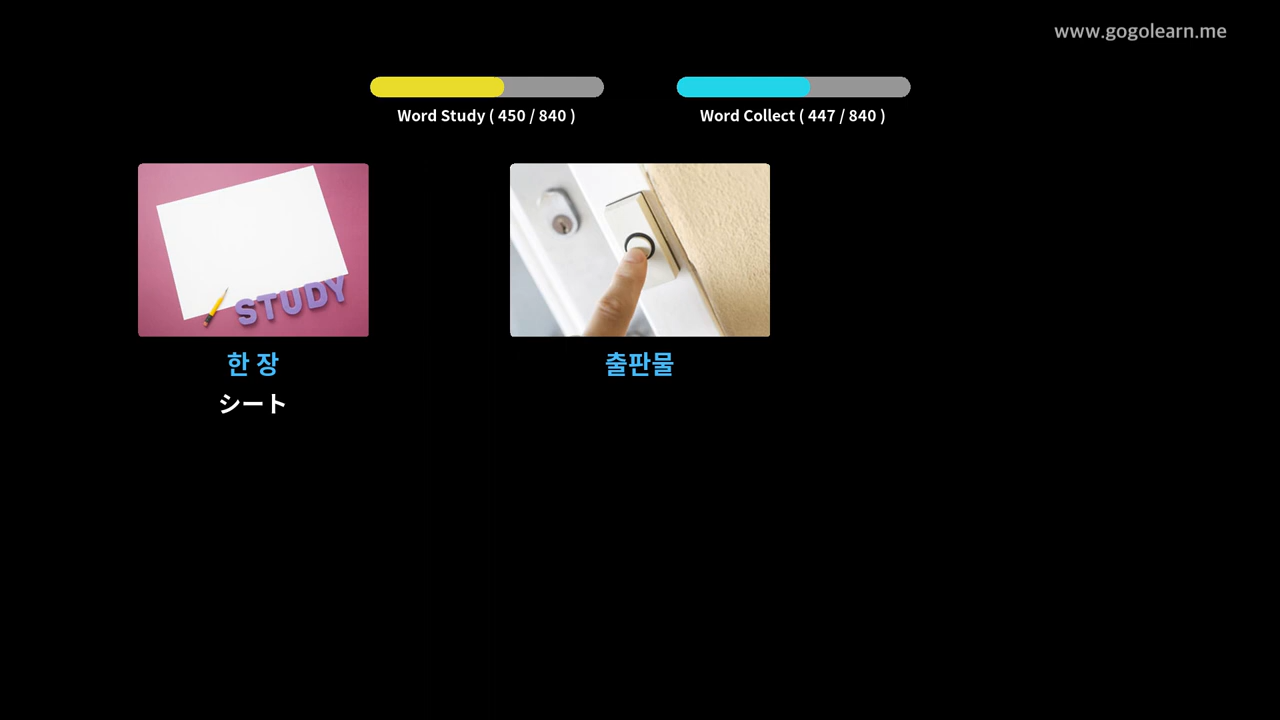 www.gogolearn.me
Word Study ( 450 / 840 )
Word Collect ( 447 / 840 )
STUDY
한 장
シート
출판물